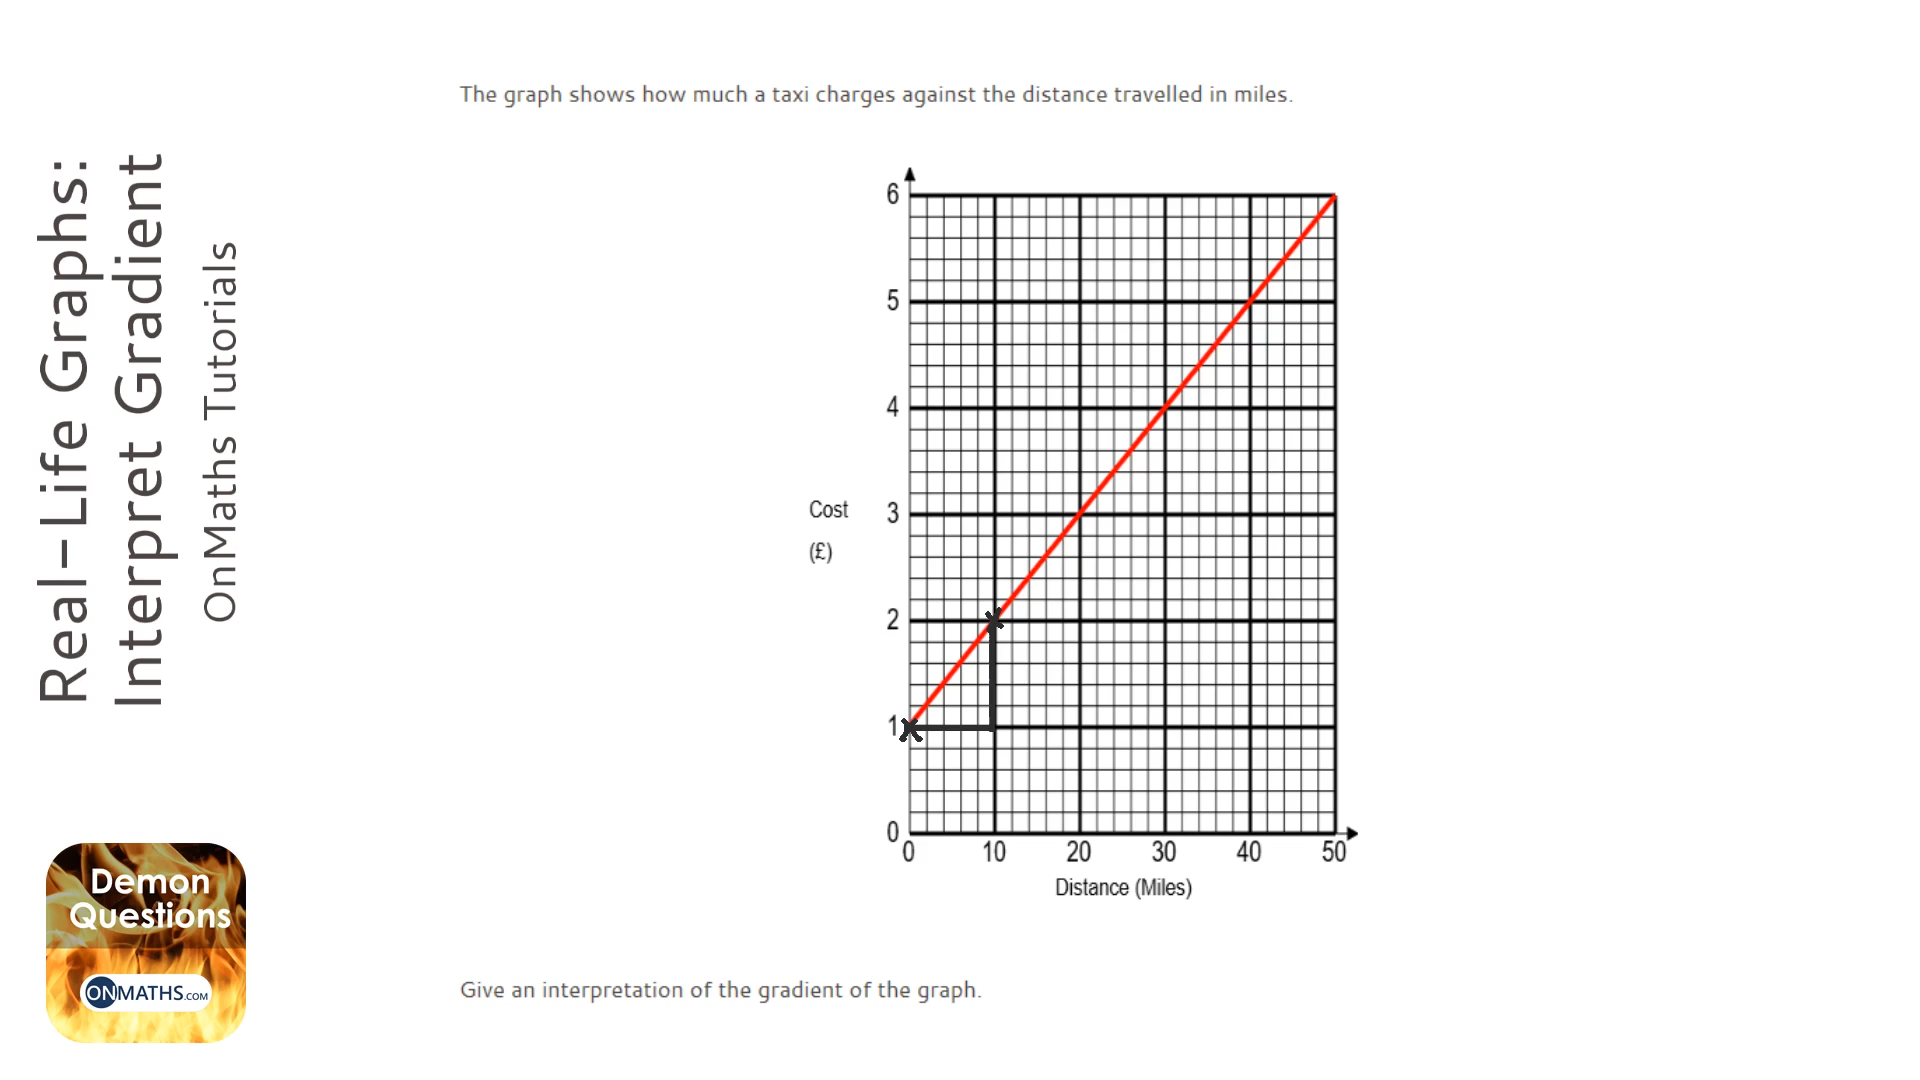 Real-Life Graphs:
Interpret Gradient
OnMaths Tutorials
The graph shows how much a taxi charges against the distance travelled in miles.
6
5
4
Cost
(£)
3
2
1
0
0 10 20 30 40 50
Distance (Miles)
Give an interpretation of the gradient of the graph.
Demon
Questions
ONMATHS.COM